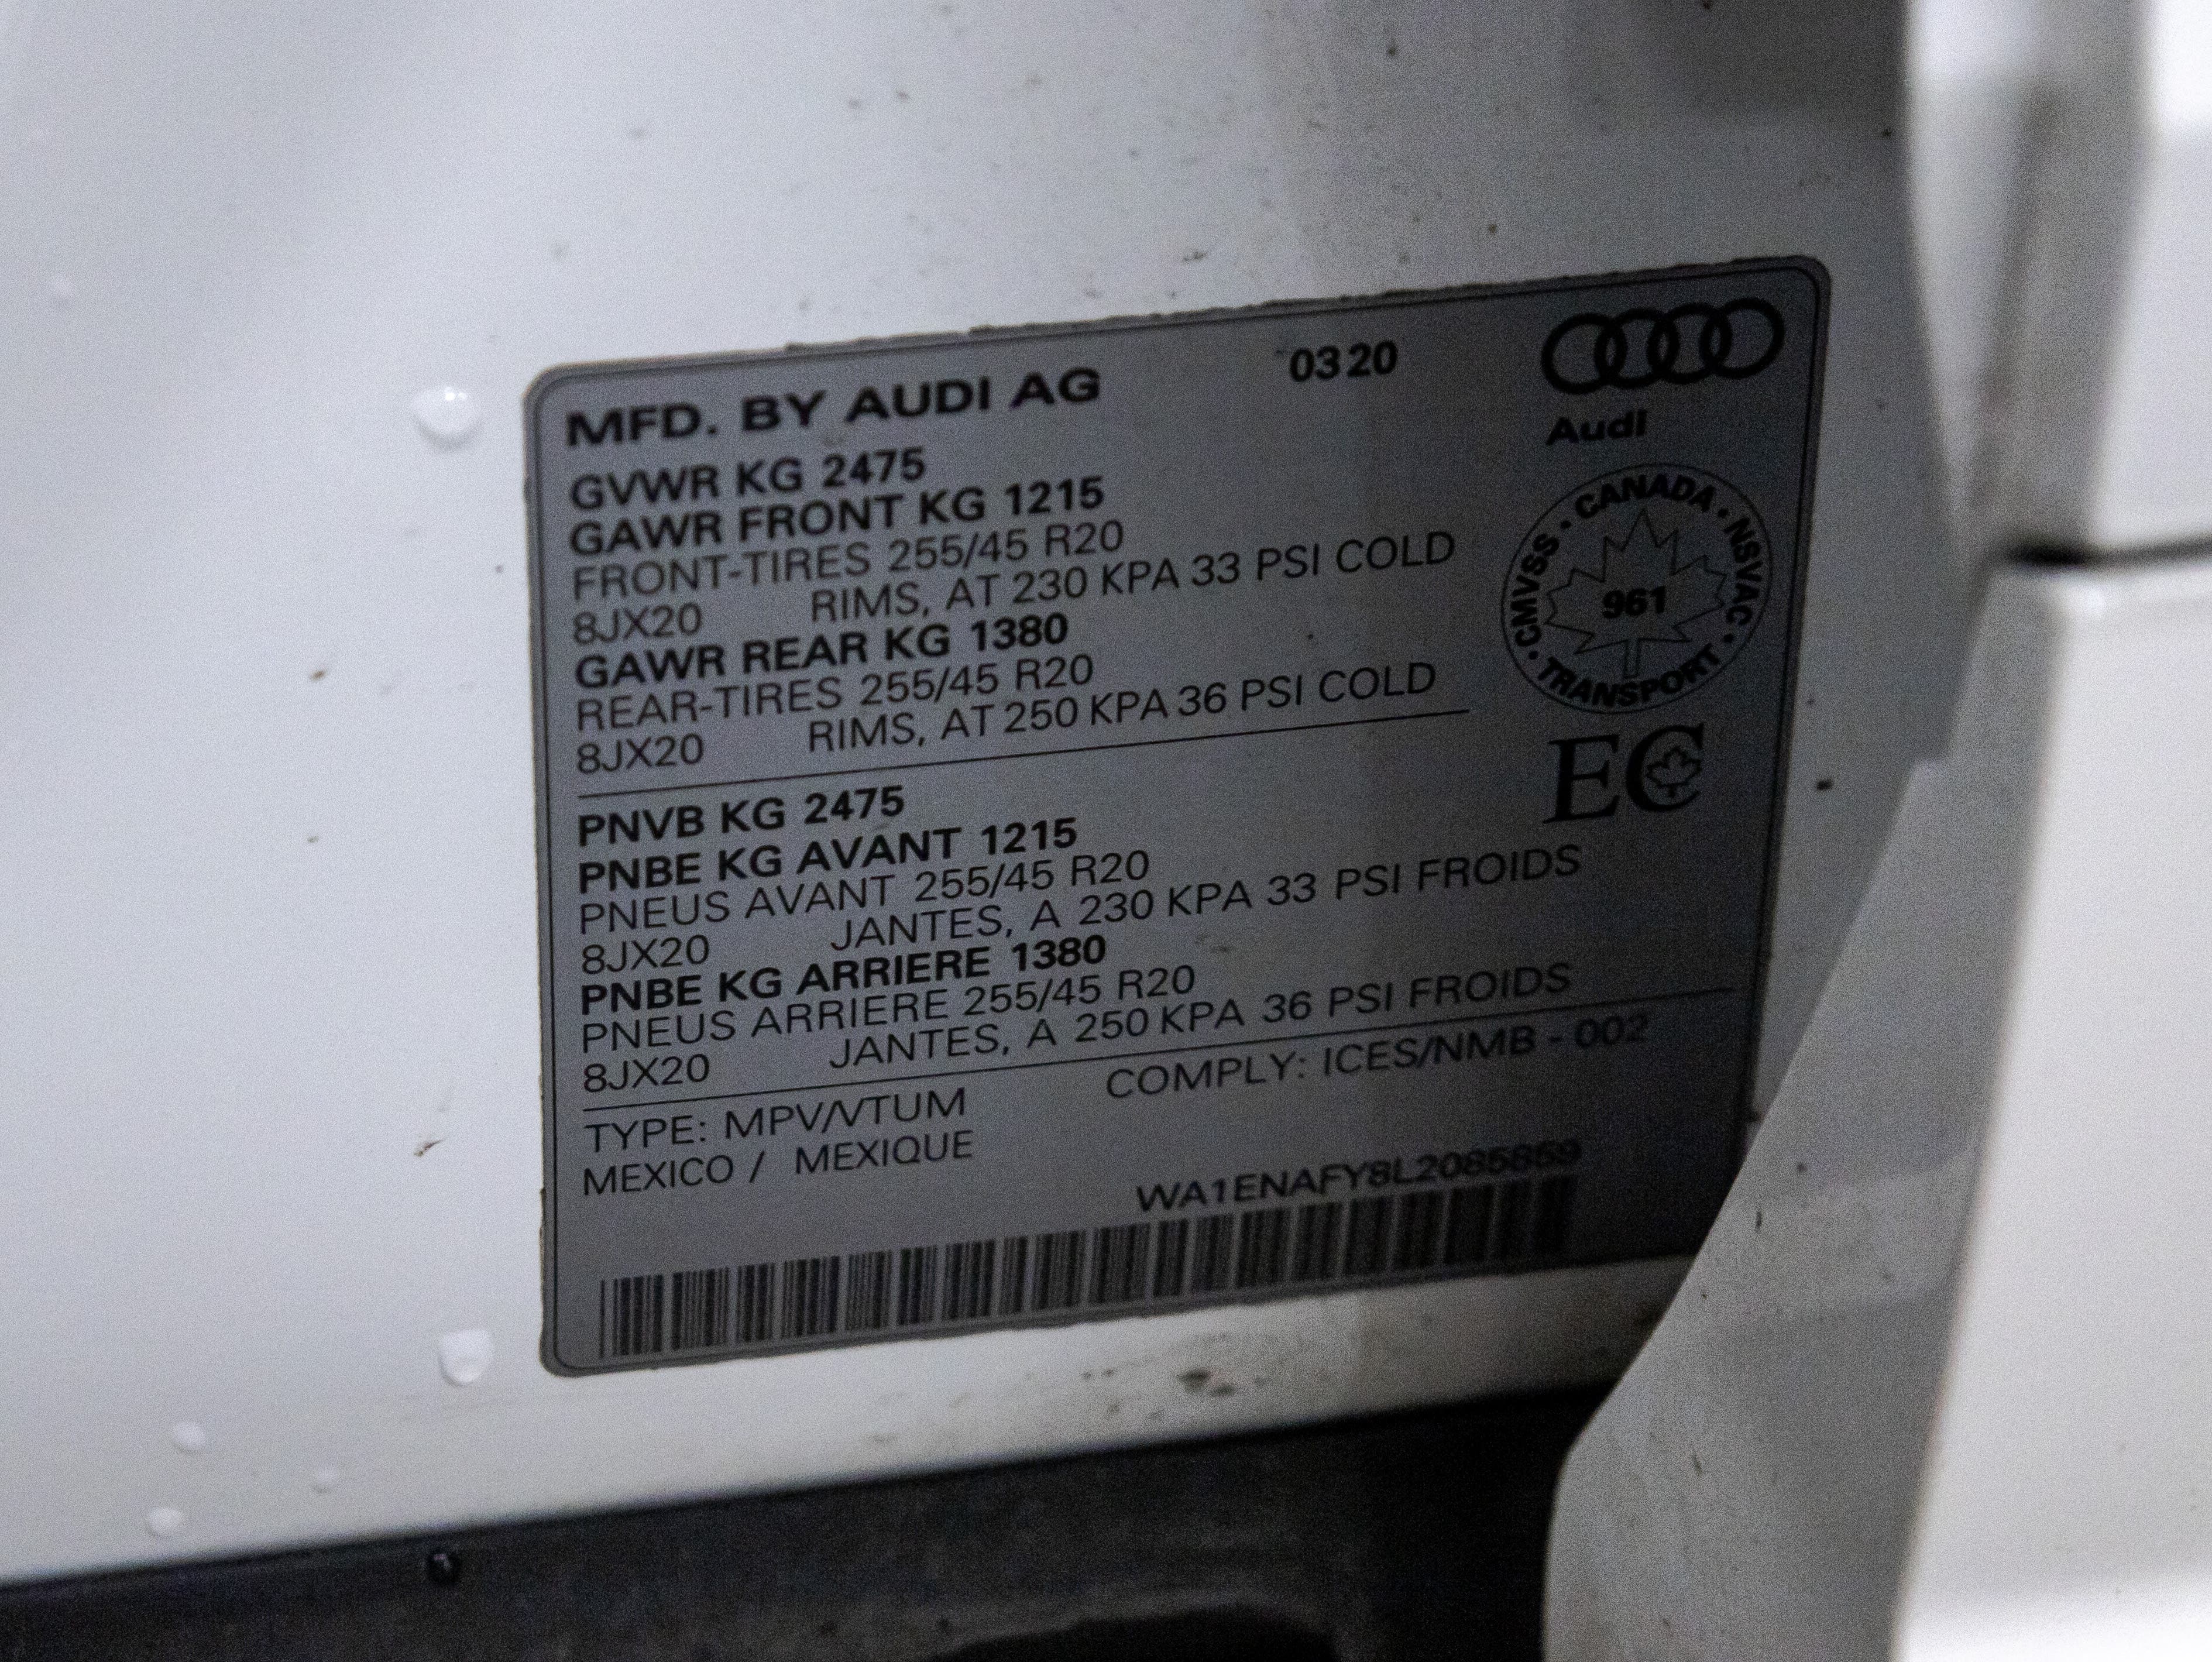 MFD. BY AUDI AG 03 20
Audi
GVWR KG 2475
GAWR FRONT KG 1215
FRONT-TIRES 255/45 R20
8JX20 RIMS, AT 230 KPA 33 PSI COLD
GAWR REAR KG 1380
REAR-TIRES 255/45 R20
8JX20 RIMS, AT 250 KPA 36 PSI COLD
CANADA • NSVAC • TRANSPORT • CMVSS •
961
EC
PNVB KG 2475
PNBE KG AVANT 1215
PNEUS AVANT 255/45 R20
8JX20 JANTES, A 230 KPA 33 PSI FROIDS
PNBE KG ARRIERE 1380
PNEUS ARRIERE 255/45 R20
8JX20 JANTES, A 250 KPA 36 PSI FROIDS
TYPE: MPV/VTUM COMPLY: ICES/NMB - 002
MEXICO / MEXIQUE
WA1ENAFY8L2085859